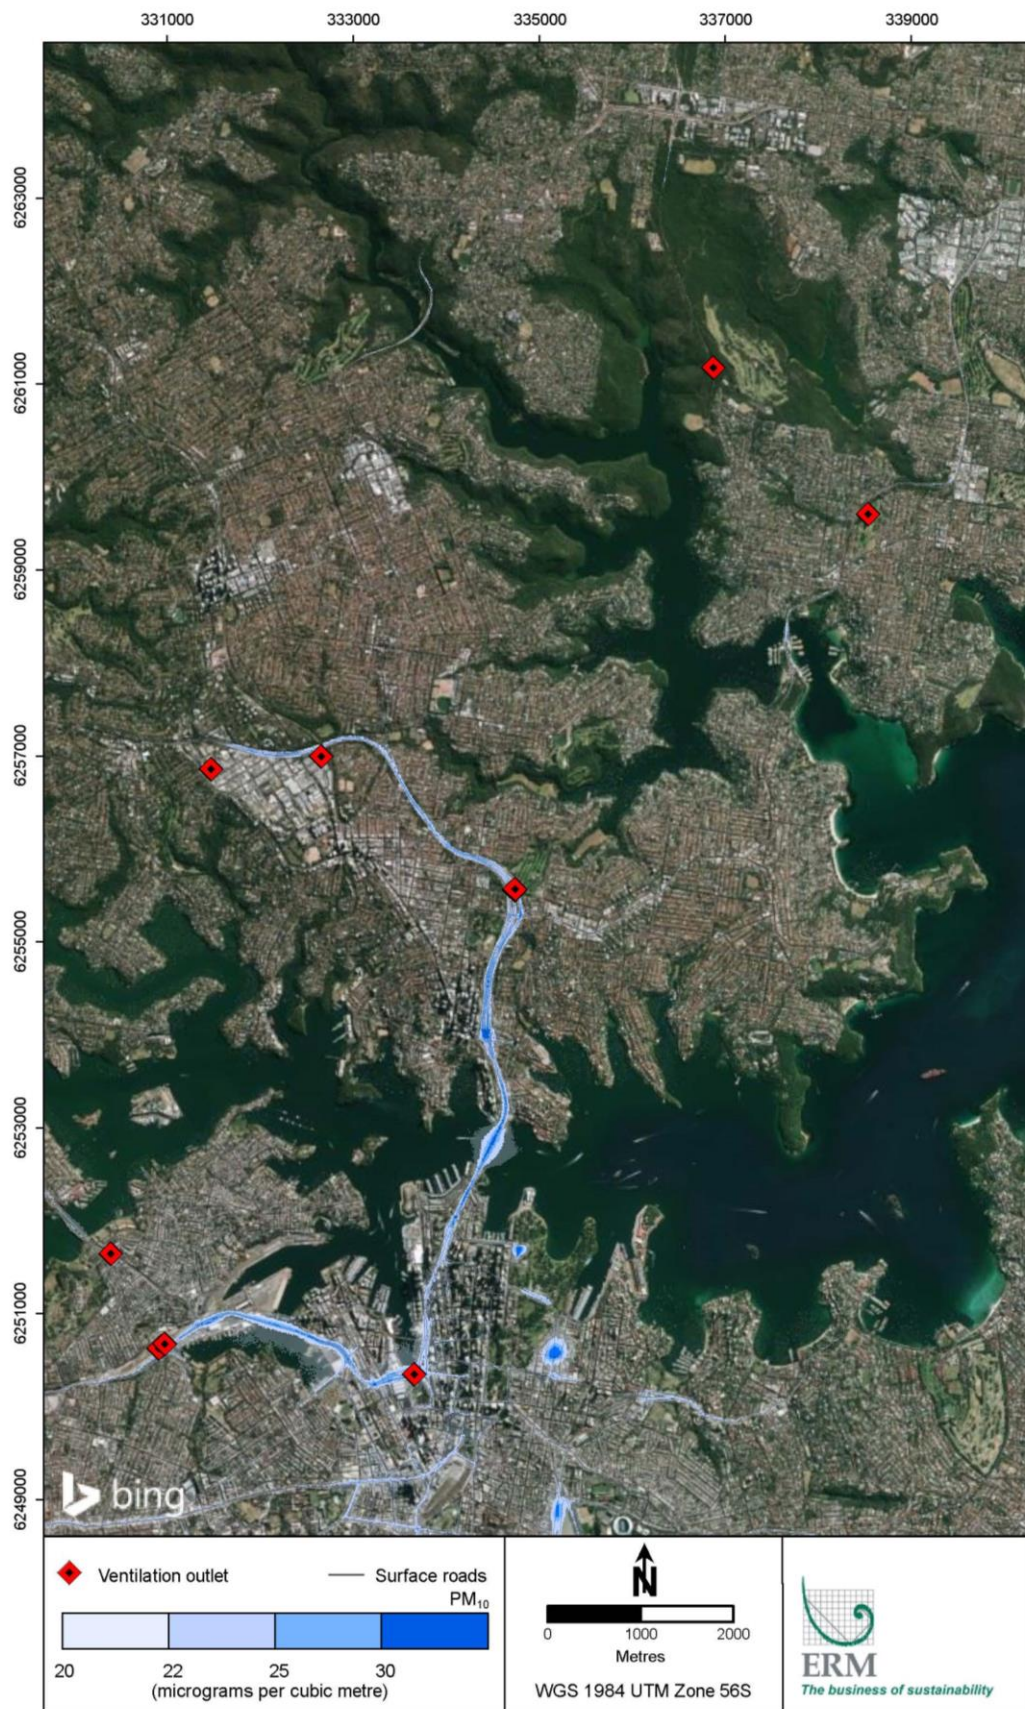 331000 333000 335000 337000 339000
6263000
6261000
6259000
6257000
6255000
6253000
6251000
6249000
bing
Ventilation outlet
Surface roads
PM10
20 22 25 30
(micrograms per cubic metre)
N
0 1000 2000
Metres
WGS 1984 UTM Zone 56S
ERM
The business of sustainability